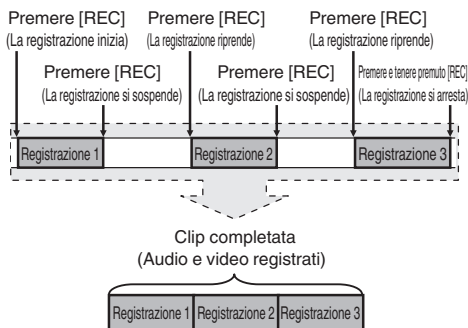 Premere [REC]
(La registrazione inizia)
Premere [REC]
(La registrazione riprende)
Premere [REC]
(La registrazione riprende)
Premere [REC]
(La registrazione si sospende)
Premere [REC]
(La registrazione si sospende)
Premere e tenere premuto [REC]
(La registrazione si arresta)
Registrazione 1
Registrazione 2
Registrazione 3
Clip completata
(Audio e video registrati)
Registrazione 1
Registrazione 2
Registrazione 3